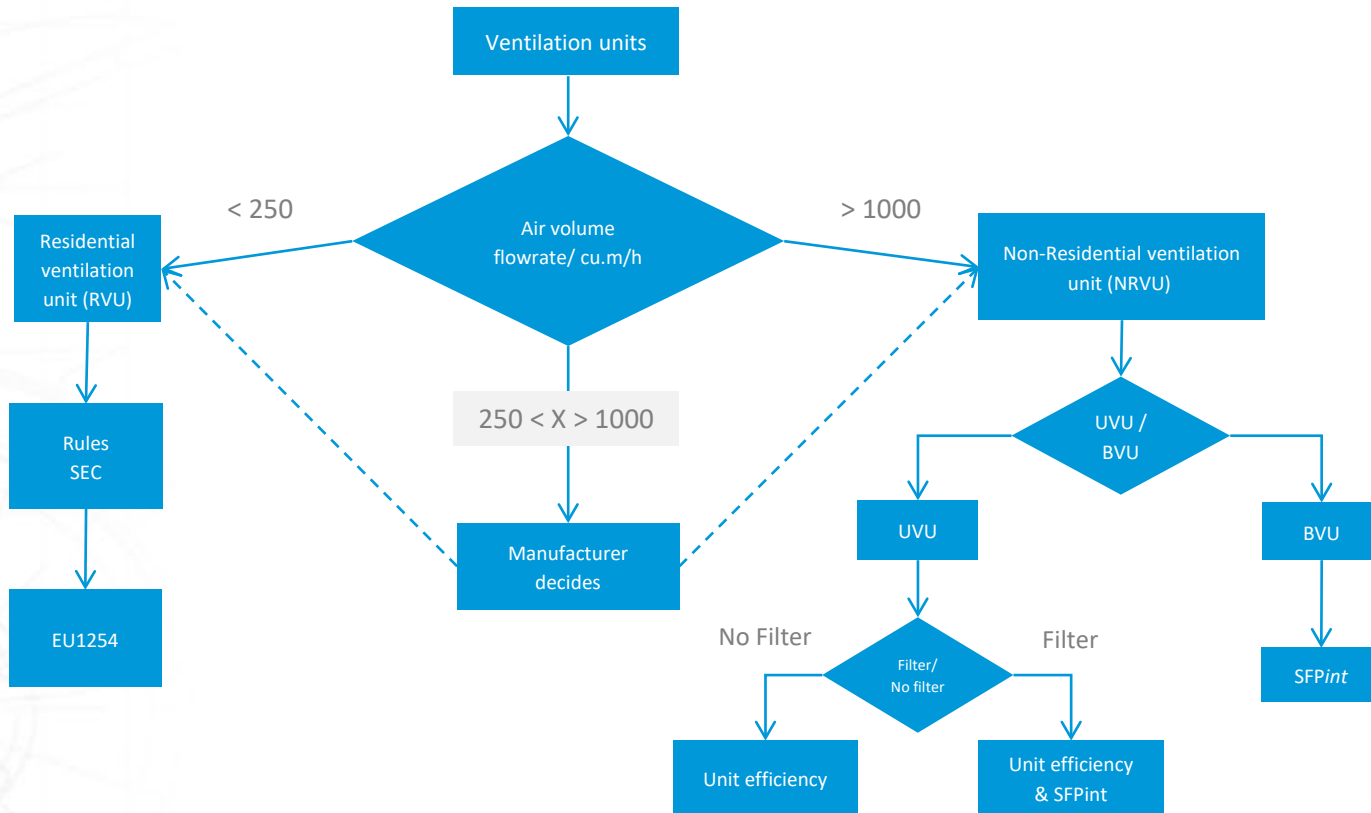 Ventilation units
< 250
> 1000
Air volume
flowrate/ cu.m/h
Residential
ventilation
unit (RVU)
Non-Residential ventilation
unit (NRVU)
250 < X > 1000
Rules
SEC
UVU /
BVU
Manufacturer
decides
UVU
BVU
EU1254
No Filter
Filter
Filter/
No filter
SFPint
Unit efficiency
Unit efficiency
& SFPint